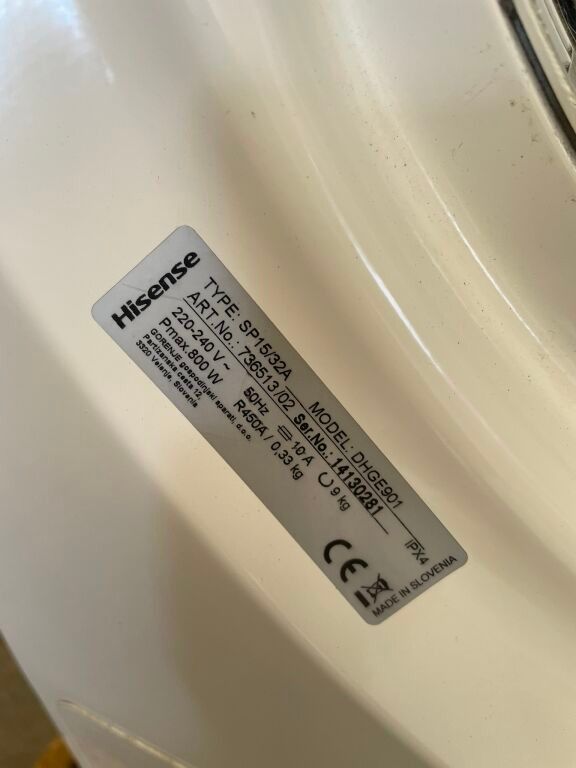 Hisense
TYPE: SP15/32A MODEL: DHGE901
ART.No.: 736513/02 Ser.No.: 14130281
220-240 V~ 50Hz 10 A 9 kg IPX4
Pmax.800 W R450A / 0,33 kg
GORENJE gospodinjski aparati, d.o.o.
Partizanska cesta 12,
3320 Velenje, Slovenia
CE
MADE IN SLOVENIA